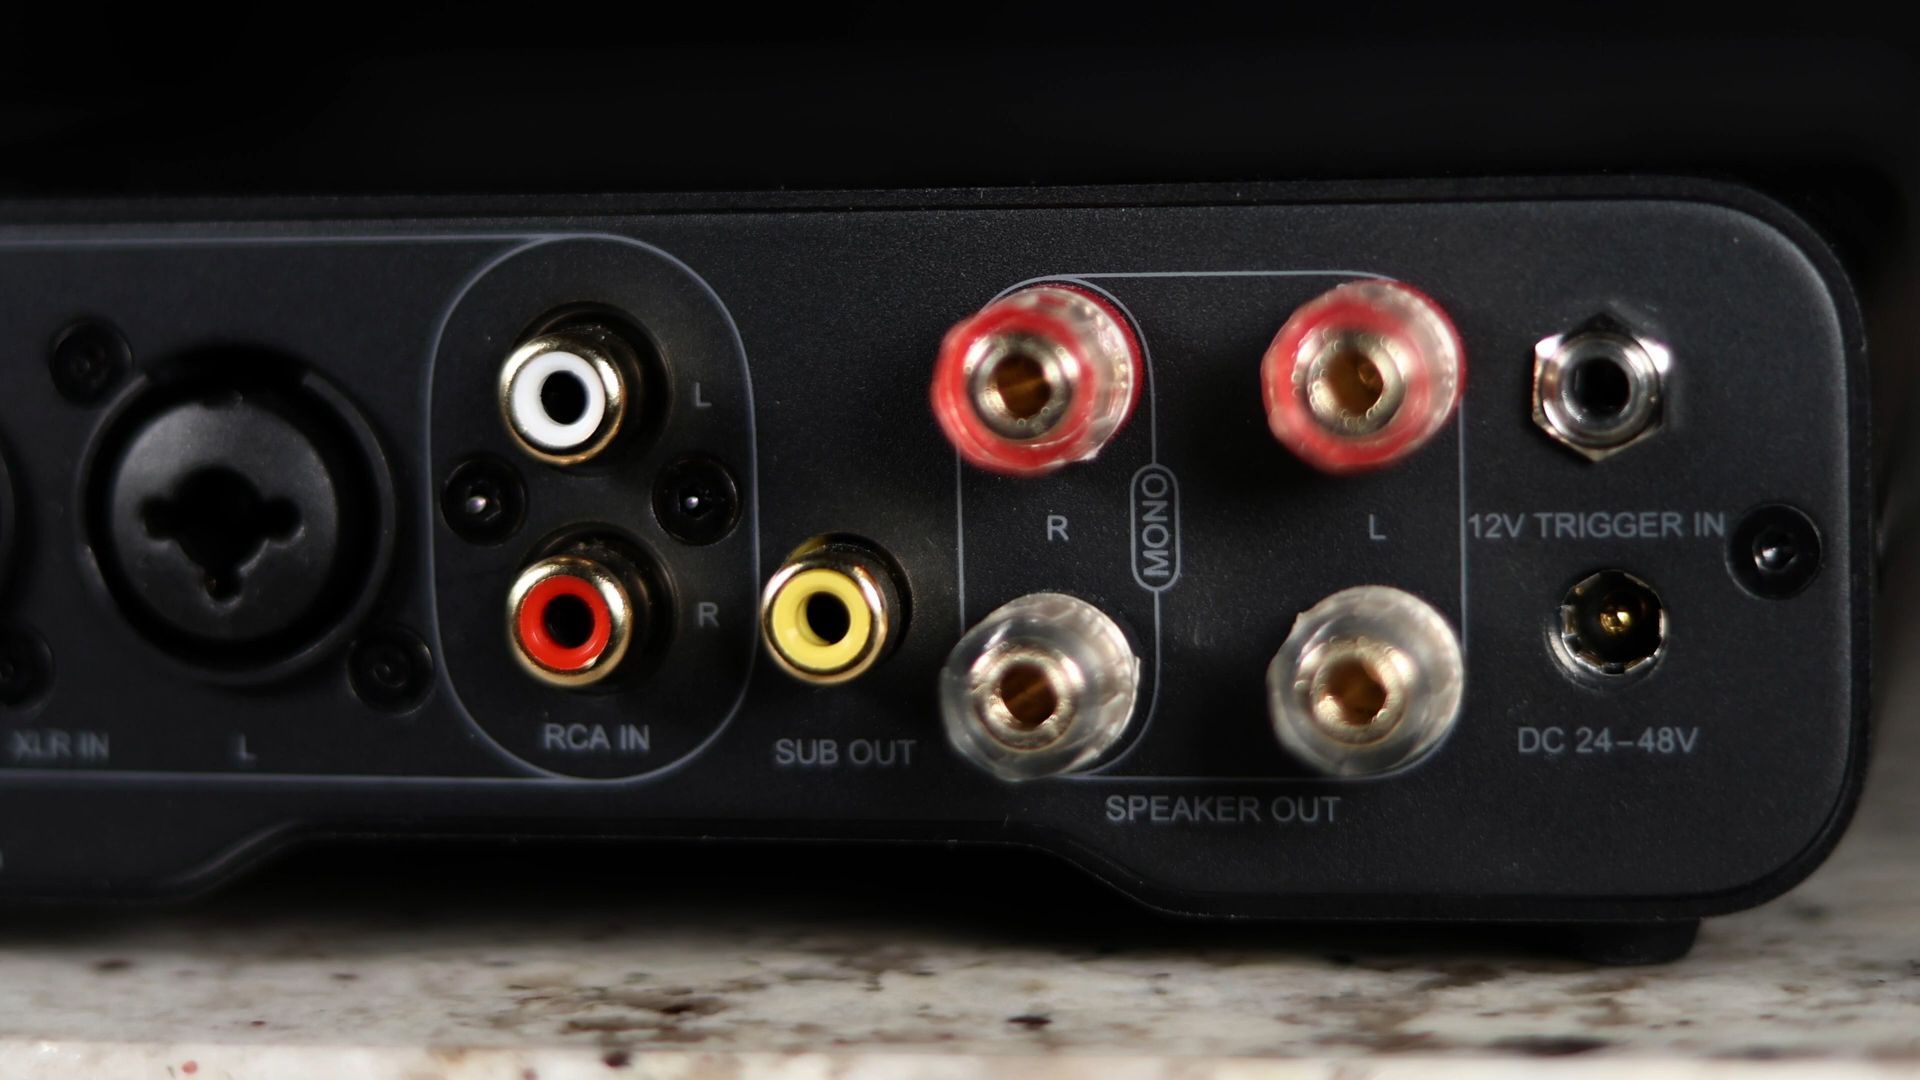 XLR IN
L
L
R
RCA IN
SUB OUT
R
MONO
L
SPEAKER OUT
12V TRIGGER IN
DC 24–48V